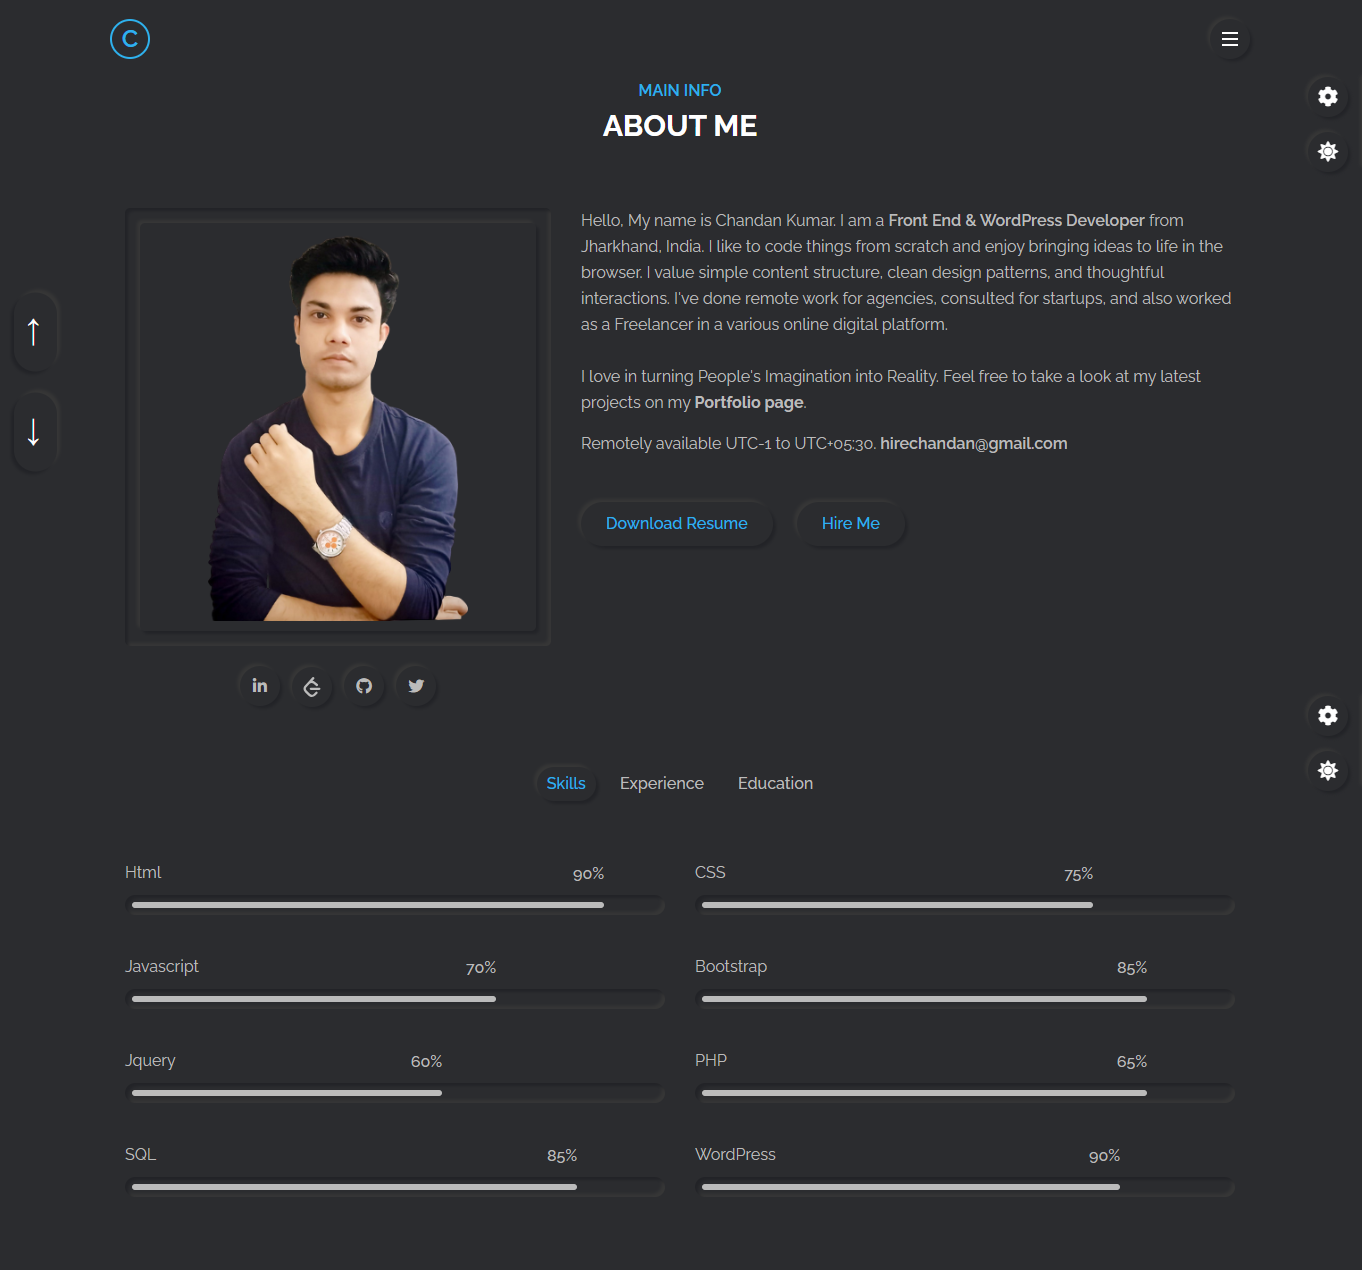 C
MAIN INFO
ABOUT ME
Hello, My name is Chandan Kumar. I am a Front End & WordPress Developer from
Jharkhand, India. I like to code things from scratch and enjoy bringing ideas to life in the
browser. I value simple content structure, clean design patterns, and thoughtful
interactions. I've done remote work for agencies, consulted for startups, and also worked
as a Freelancer in a various online digital platform.
I love in turning People's Imagination into Reality. Feel free to take a look at my latest
projects on my Portfolio page.
Remotely available UTC-1 to UTC+05:30. hirechandan@gmail.com
Download Resume Hire Me
Skills Experience Education
Html 90% CSS 75%
Javascript 70% Bootstrap 85%
Jquery 60% PHP 65%
SQL 85% WordPress 90%